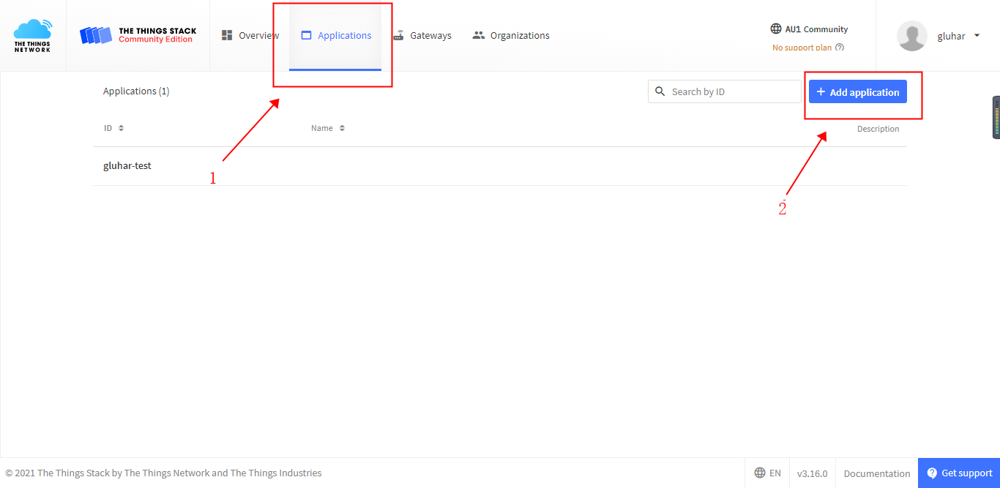 THE THINGS
NETWORK
THE THINGS STACK
Community Edition
Overview
Applications
Gateways
Organizations
AU1 Community
No support plan
gluhar
Applications (1)
Search by ID
+ Add application
ID
Name
Description
gluhar-test
1
2
© 2021 The Things Stack by The Things Network and The Things Industries
EN
v3.16.0
Documentation
Get support